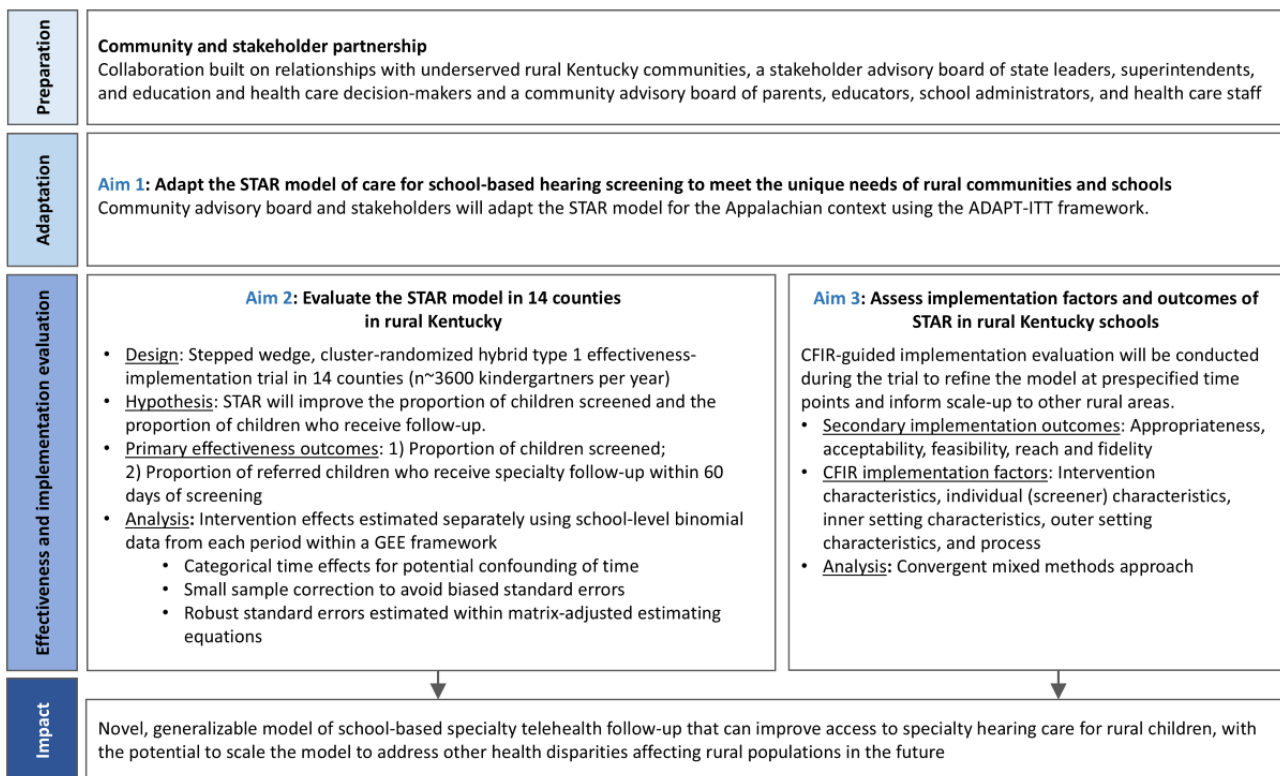 Preparation
Community and stakeholder partnership
Collaboration built on relationships with underserved rural Kentucky communities, a stakeholder advisory board of state leaders, superintendents,
and education and health care decision-makers and a community advisory board of parents, educators, school administrators, and health care staff
Adaptation
Aim 1: Adapt the STAR model of care for school-based hearing screening to meet the unique needs of rural communities and schools
Community advisory board and stakeholders will adapt the STAR model for the Appalachian context using the ADAPT-ITT framework.
Effectiveness and implementation evaluation
Aim 2: Evaluate the STAR model in 14 counties
in rural Kentucky
• Design: Stepped wedge, cluster-randomized hybrid type 1 effectiveness-
implementation trial in 14 counties (n~3600 kindergartners per year)
• Hypothesis: STAR will improve the proportion of children screened and the
proportion of children who receive follow-up.
• Primary effectiveness outcomes: 1) Proportion of children screened;
2) Proportion of referred children who receive specialty follow-up within 60
days of screening
• Analysis: Intervention effects estimated separately using school-level binomial
data from each period within a GEE framework
• Categorical time effects for potential confounding of time
• Small sample correction to avoid biased standard errors
• Robust standard errors estimated within matrix-adjusted estimating
equations
Aim 3: Assess implementation factors and outcomes of
STAR in rural Kentucky schools
CFIR-guided implementation evaluation will be conducted
during the trial to refine the model at prespecified time
points and inform scale-up to other rural areas.
• Secondary implementation outcomes: Appropriateness,
acceptability, feasibility, reach and fidelity
• CFIR implementation factors: Intervention
characteristics, individual (screener) characteristics,
inner setting characteristics, outer setting
characteristics, and process
• Analysis: Convergent mixed methods approach
Impact
Novel, generalizable model of school-based specialty telehealth follow-up that can improve access to specialty hearing care for rural children, with
the potential to scale the model to address other health disparities affecting rural populations in the future